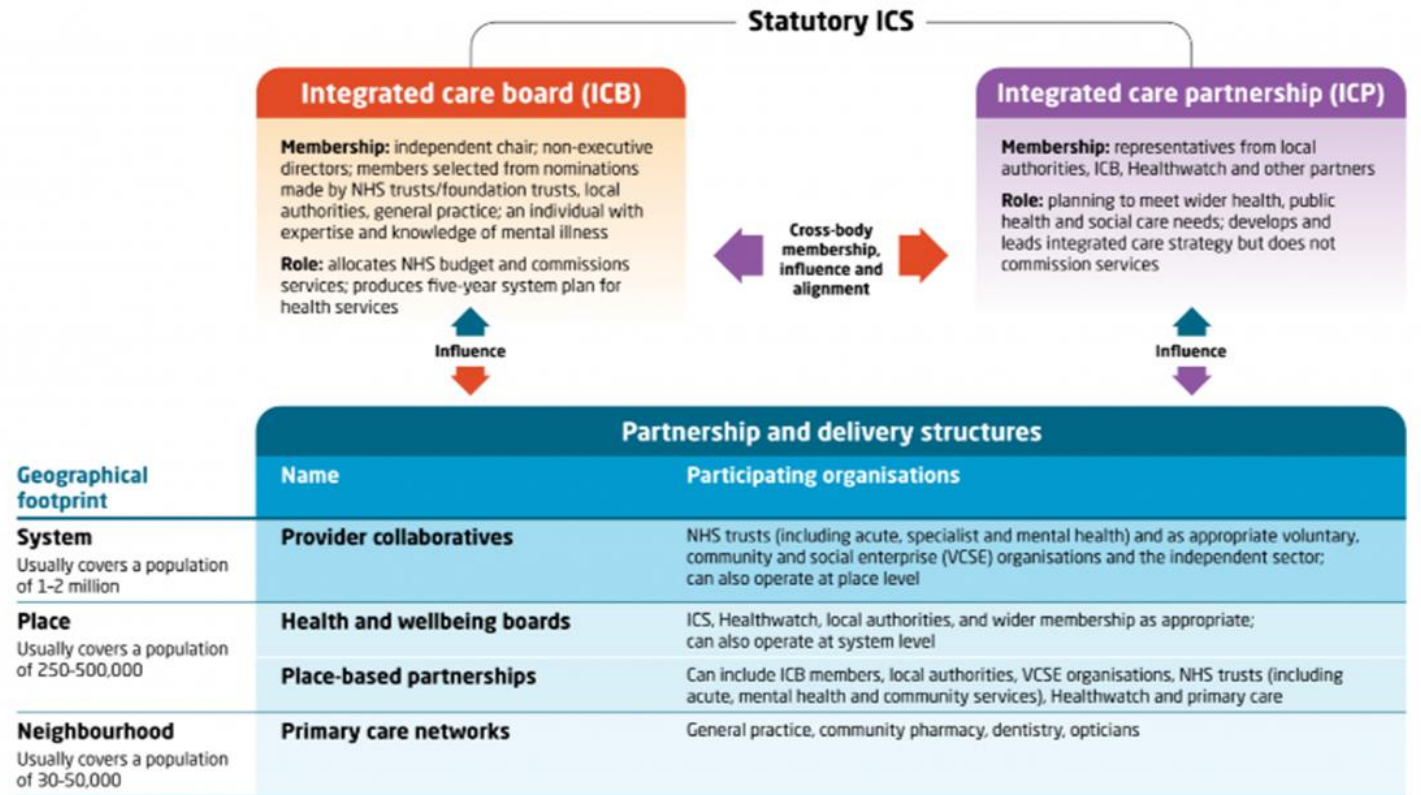 Statutory ICS
Integrated care board (ICB)
Membership: independent chair; non-executive
directors; members selected from nominations
made by NHS trusts/foundation trusts, local
authorities, general practice; an individual with
expertise and knowledge of mental illness
Role: allocates NHS budget and commissions
services; produces five-year system plan for
health services
Cross-body
membership,
influence and
alignment
Integrated care partnership (ICP)
Membership: representatives from local
authorities, ICB, Healthwatch and other partners
Role: planning to meet wider health, public
health and social care needs; develops and
leads integrated care strategy but does not
commission services
Influence
Influence
Partnership and delivery structures
Geographical
footprint
Name
Participating organisations
System
Usually covers a population
of 1-2 million
Provider collaboratives
NHS trusts (including acute, specialist and mental health) and as appropriate voluntary,
community and social enterprise (VCSE) organisations and the independent sector;
can also operate at place level
Place
Usually covers a population
of 250-500,000
Health and wellbeing boards
ICS, Healthwatch, local authorities, and wider membership as appropriate;
can also operate at system level
Place-based partnerships
Can include ICB members, local authorities, VCSE organisations, NHS trusts (including
acute, mental health and community services), Healthwatch and primary care
Neighbourhood
Usually covers a population
of 30-50,000
Primary care networks
General practice, community pharmacy, dentistry, opticians